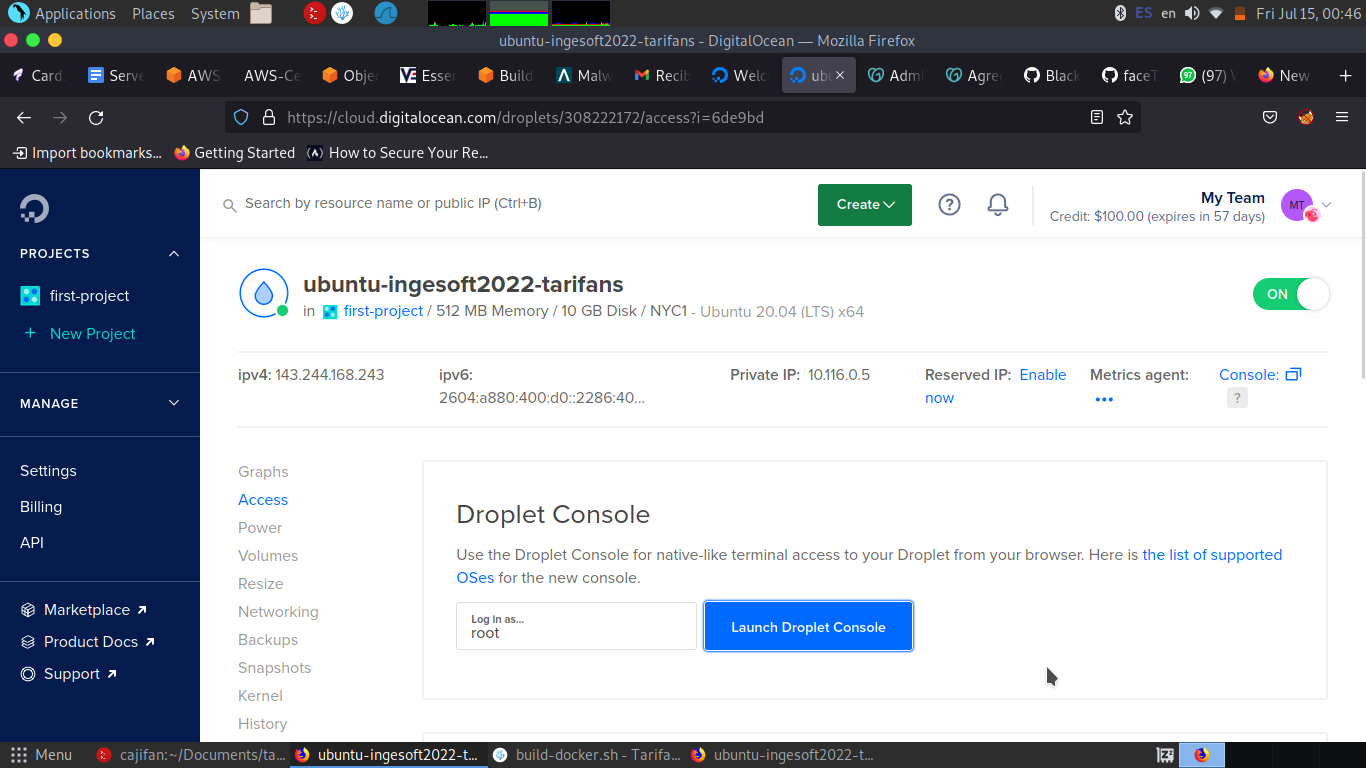 Applications Places System ES en Fri Jul 15, 00:46
ubuntu-ingesoft2022-tarifans - DigitalOcean — Mozilla Firefox
Card. Serve AWS AWS-Ce Objec Essen Build Malw Recib Welc ubu Admi Agre Black faceT (97) New
https://cloud.digitalocean.com/droplets/308222172/access?i=6de9bd
Import bookmarks... Getting Started How to Secure Your Re...
Search by resource name or public IP (Ctrl+B)
Create
My Team
Credit: $100.00 (expires in 57 days)
MT
PROJECTS
first-project
+ New Project
MANAGE
Settings
Billing
API
Marketplace
Product Docs
Support
ubuntu-ingesoft2022-tarifans
in first-project / 512 MB Memory / 10 GB Disk / NYC1 - Ubuntu 20.04 (LTS) x64
ON
ipv4: 143.244.168.243
ipv6:
2604:a880:400:d0::2286:40...
Private IP: 10.116.0.5
Reserved IP: Enable
now
Metrics agent:
Console:
?
Graphs
Access
Power
Volumes
Resize
Networking
Backups
Snapshots
Kernel
History
Droplet Console
Use the Droplet Console for native-like terminal access to your Droplet from your browser. Here is the list of supported
OSes for the new console.
Log in as...
root
Launch Droplet Console
Menu cajifan:~/Documents/ta... ubuntu-ingesoft2022-t... build-docker.sh - Tarifa... ubuntu-ingesoft2022-t...